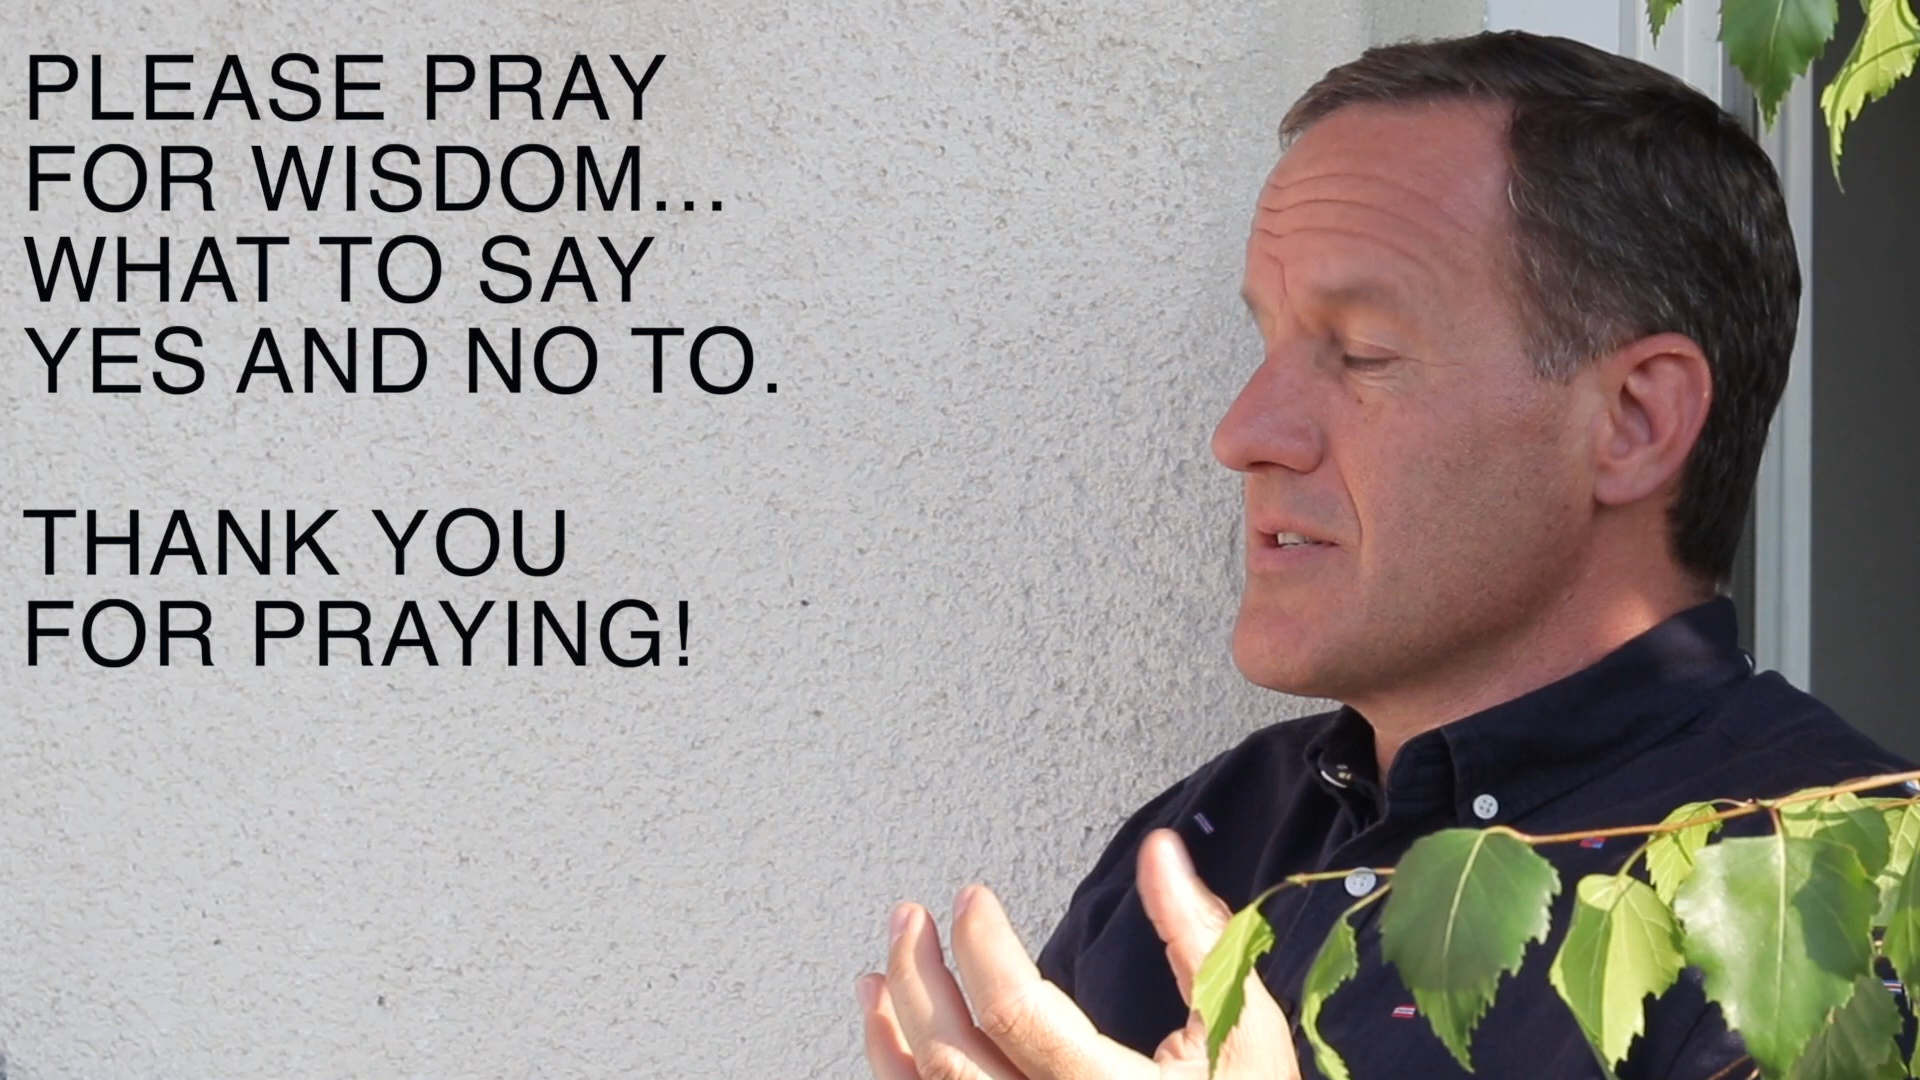 PLEASE PRAY
FOR WISDOM...
WHAT TO SAY
YES AND NO TO.
THANK YOU
FOR PRAYING!